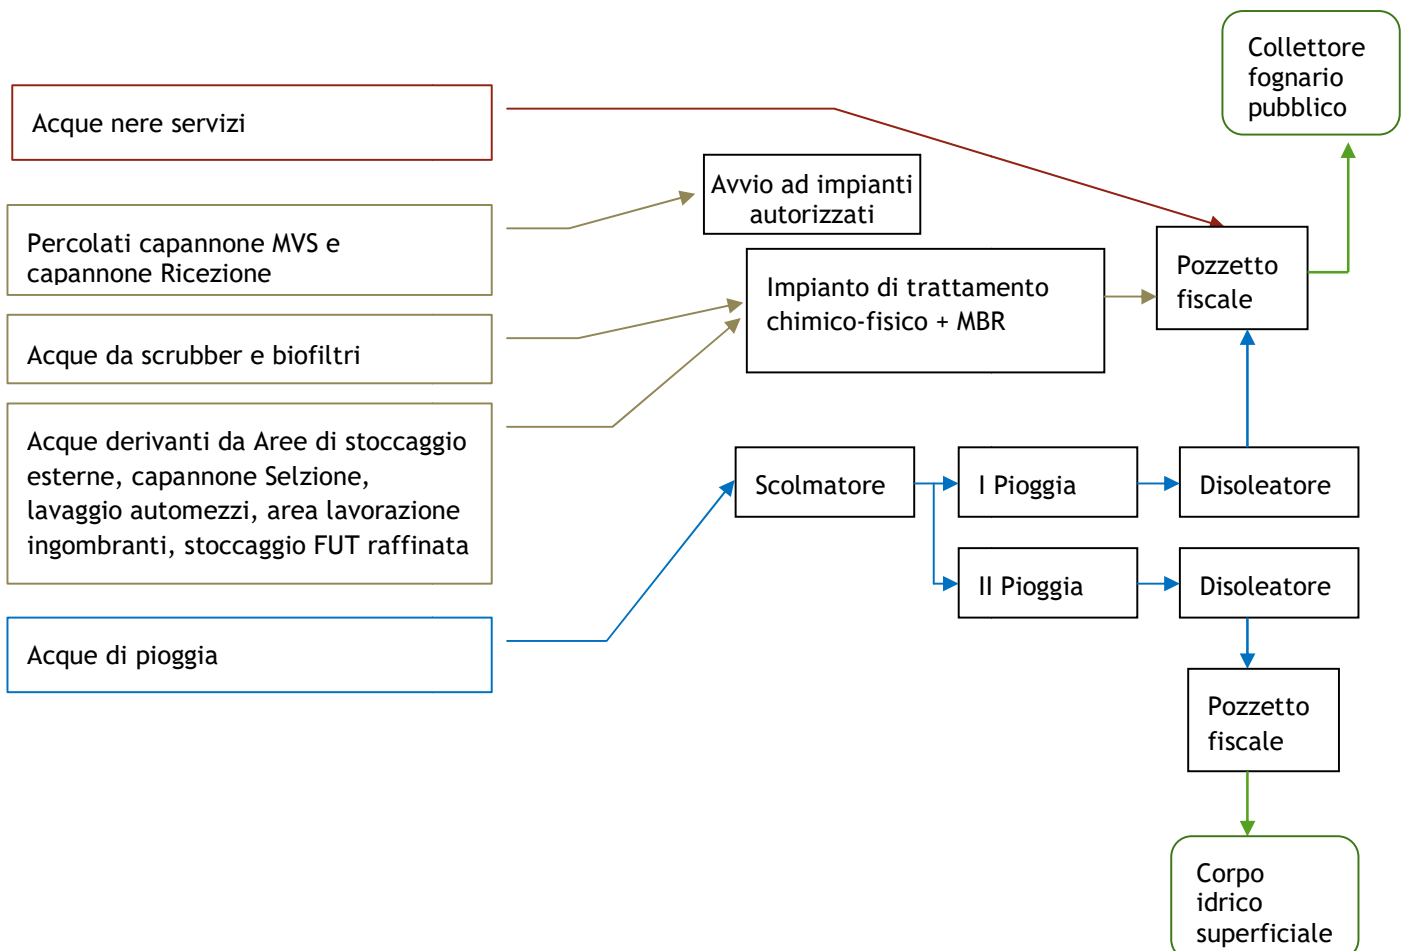 Collettore
fognario
pubblico
Acque nere servizi
Avvio ad impianti
autorizzati
Percolati capannone MVS e
capannone Ricezione
Pozzetto
fiscale
Impianto di trattamento
chimico-fisico + MBR
Acque da scrubber e biofiltri
Acque derivanti da Aree di stoccaggio
esterne, capannone Selzione,
lavaggio automezzi, area lavorazione
ingombranti, stoccaggio FUT raffinata
Scolmatore
I Pioggia
Disoleatore
II Pioggia
Disoleatore
Acque di pioggia
Pozzetto
fiscale
Corpo
idrico
superficiale